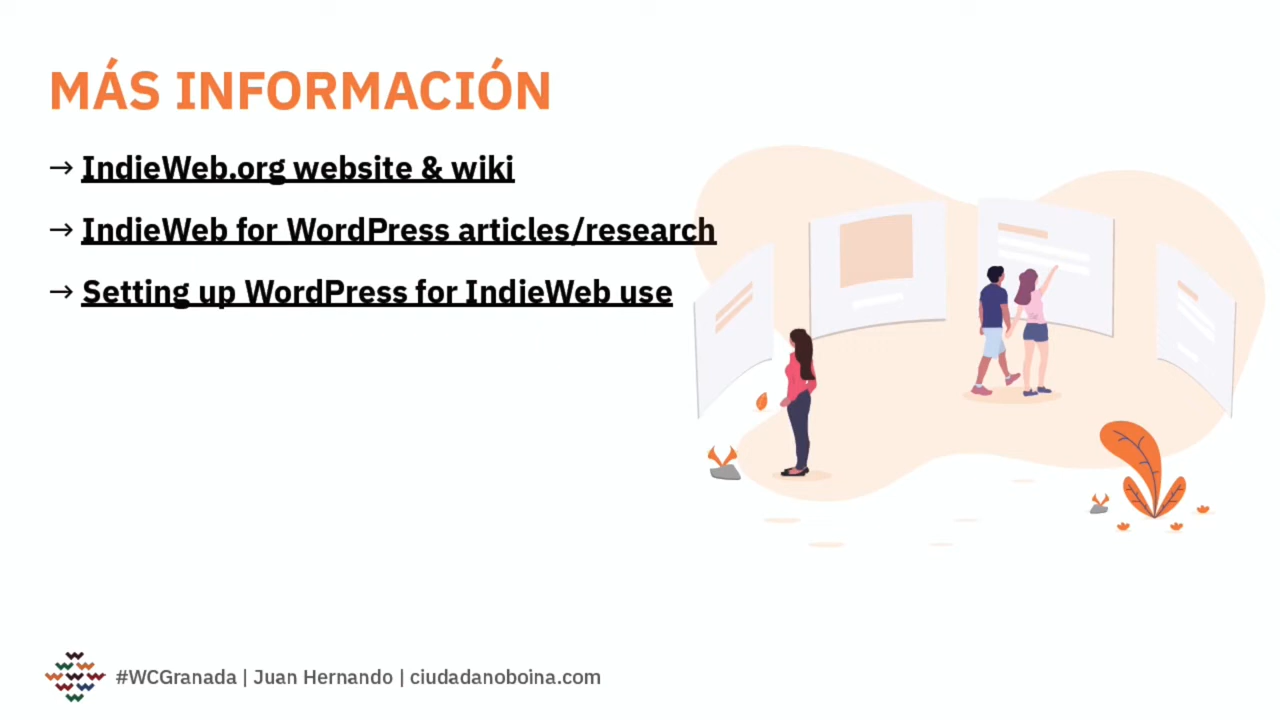 MÁS INFORMACIÓN
→ IndieWeb.org website & wiki
→ IndieWeb for WordPress articles/research
→ Setting up WordPress for IndieWeb use
#WCGranada | Juan Hernando | ciudadanoboina.com